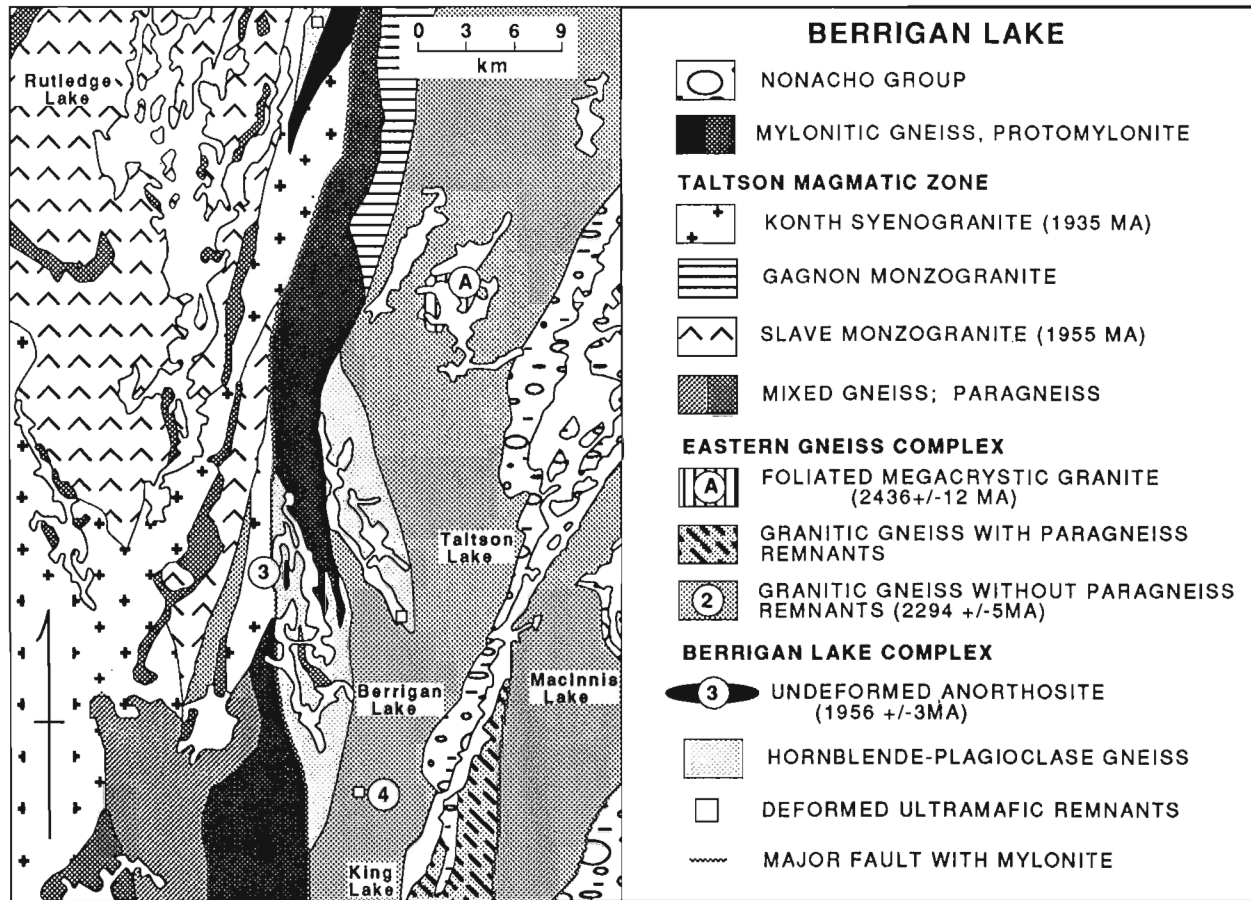 Rutledge
Lake
0 3 6 9
km
A
3
Taltson
Lake
Berrigan
Lake
MacInnis
Lake
4
King
Lake
BERRIGAN LAKE
NONACHO GROUP
MYLONITIC GNEISS, PROTOMYLONITE
TALTSON MAGMATIC ZONE
KONTH SYENOGRANITE (1935 MA)
GAGNON MONZOGRANITE
SLAVE MONZOGRANITE (1955 MA)
MIXED GNEISS; PARAGNEISS
EASTERN GNEISS COMPLEX
A FOLIATED MEGACRYSTIC GRANITE
(2436+/-12 MA)
GRANITIC GNEISS WITH PARAGNEISS
REMNANTS
2 GRANITIC GNEISS WITHOUT PARAGNEISS
REMNANTS (2294 +/-5MA)
BERRIGAN LAKE COMPLEX
3 UNDEFORMED ANORTHOSITE
(1956 +/-3MA)
HORNBLENDE-PLAGIOCLASE GNEISS
DEFORMED ULTRAMAFIC REMNANTS
MAJOR FAULT WITH MYLONITE